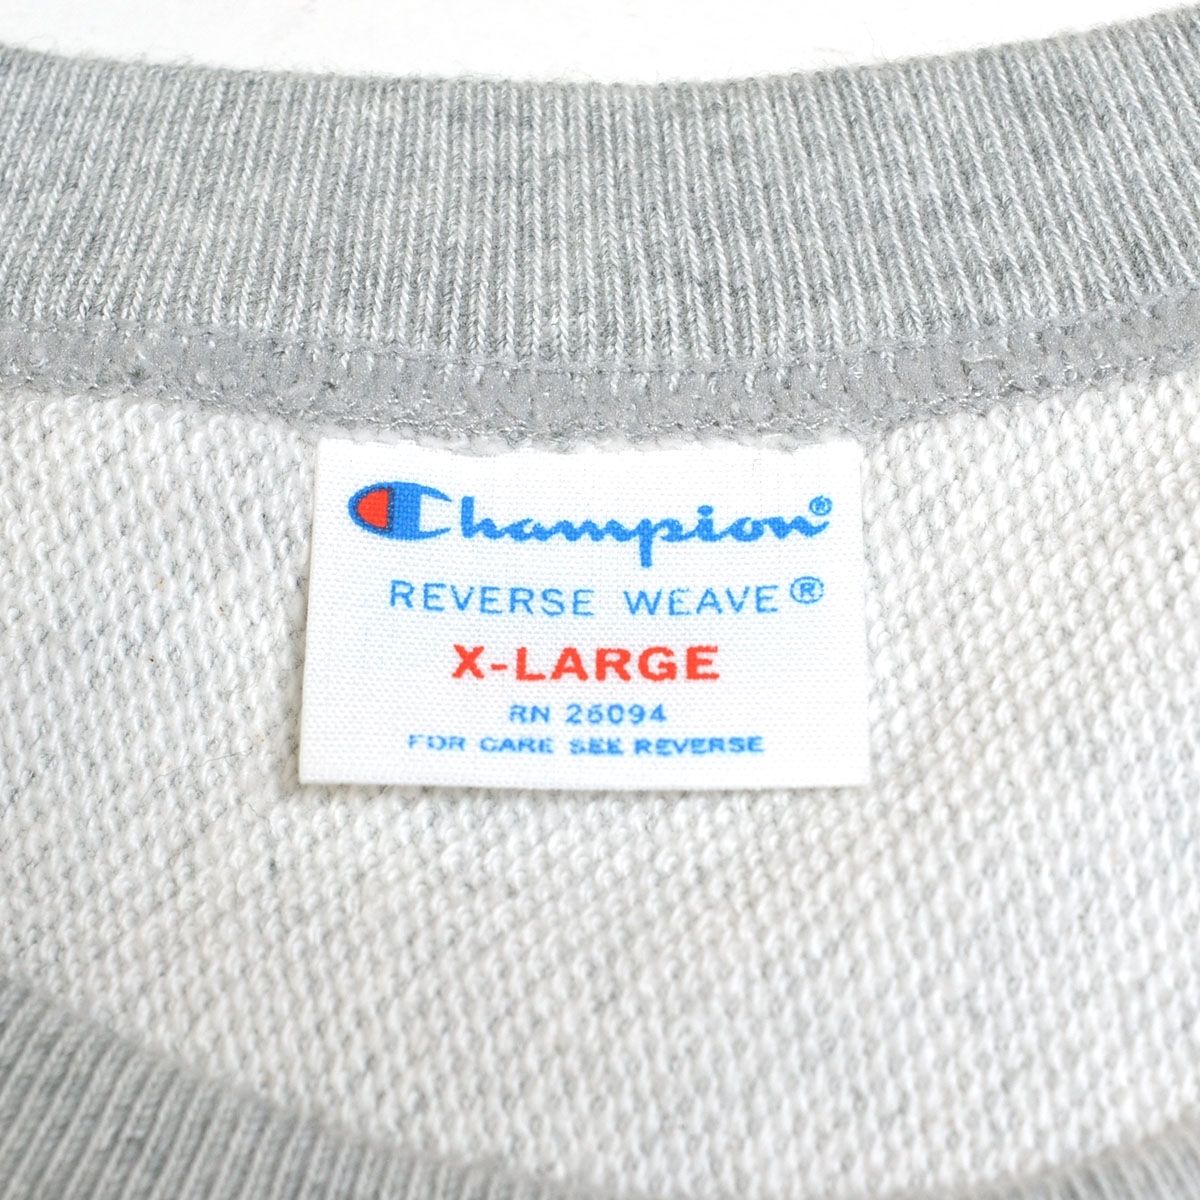 Champion®
REVERSE WEAVE®
X-LARGE
RN 26094
FOR CARE SEE REVERSE